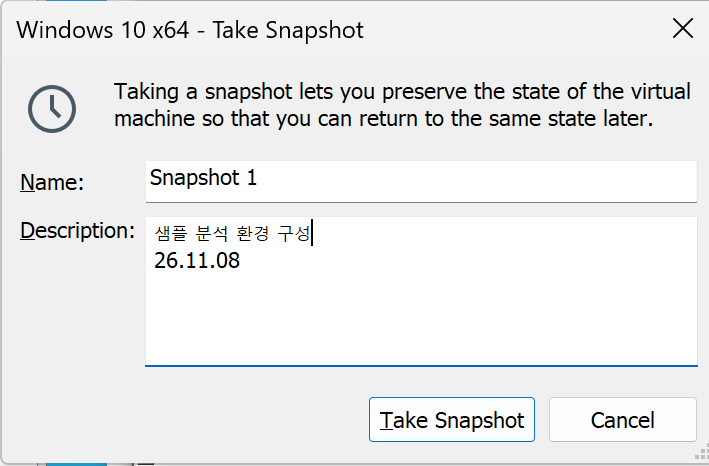 Windows 10 x64 - Take Snapshot
Taking a snapshot lets you preserve the state of the virtual
machine so that you can return to the same state later.
Name:
Snapshot 1
Description:
샘플 분석 환경 구성
26.11.08
Take Snapshot
Cancel